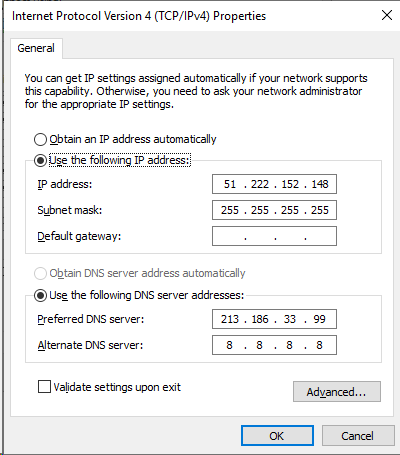 Internet Protocol Version 4 (TCP/IPv4) Properties
General
You can get IP settings assigned automatically if your network supports
this capability. Otherwise, you need to ask your network administrator
for the appropriate IP settings.
Obtain an IP address automatically
Use the following IP address:
IP address: 51 . 222 . 152 . 148
Subnet mask: 255 . 255 . 255 . 255
Default gateway: . . .
Obtain DNS server address automatically
Use the following DNS server addresses:
Preferred DNS server: 213 . 186 . 33 . 99
Alternate DNS server: 8 . 8 . 8 . 8
Validate settings upon exit
Advanced...
OK Cancel